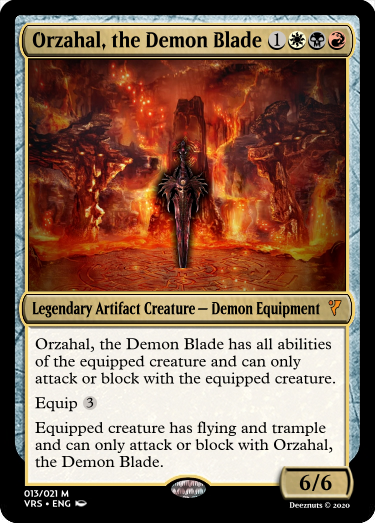 Orzahal, the Demon Blade 1
Legendary Artifact Creature — Demon Equipment
Orzahal, the Demon Blade has all abilities
of the equipped creature and can only
attack or block with the equipped creature.
Equip 3
Equipped creature has flying and trample
and can only attack or block with Orzahal,
the Demon Blade.
6/6
013/021 M
VRS • ENG
Deeznuts © 2020